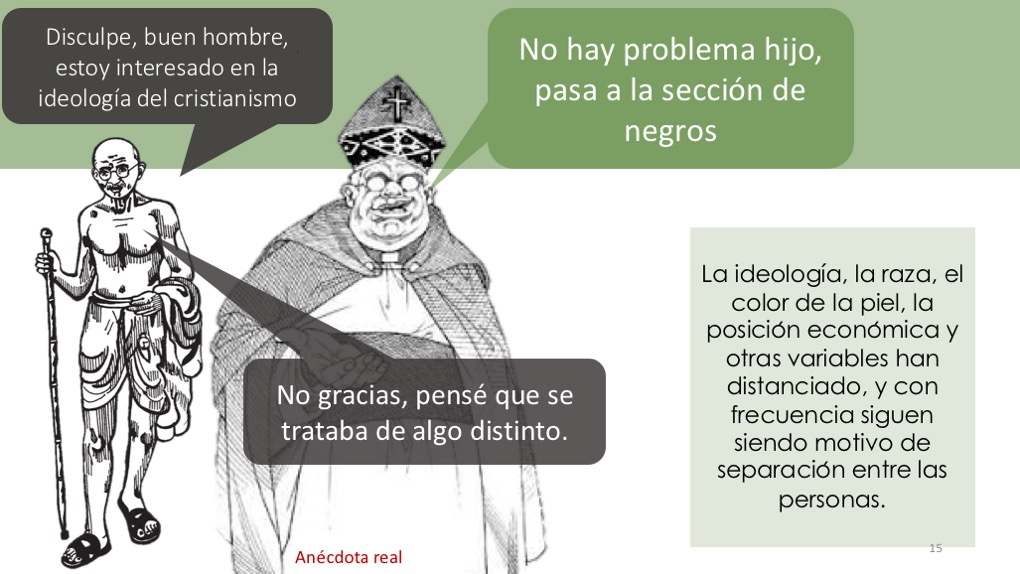 Disculpe, buen hombre,
estoy interesado en la
ideología del cristianismo
No hay problema hijo,
pasa a la sección de
negros
No gracias, pensé que se
trataba de algo distinto.
La ideología, la raza, el
color de la piel, la
posición económica y
otras variables han
distanciado, y con
frecuencia siguen
siendo motivo de
separación entre las
personas.
Anécdota real
15